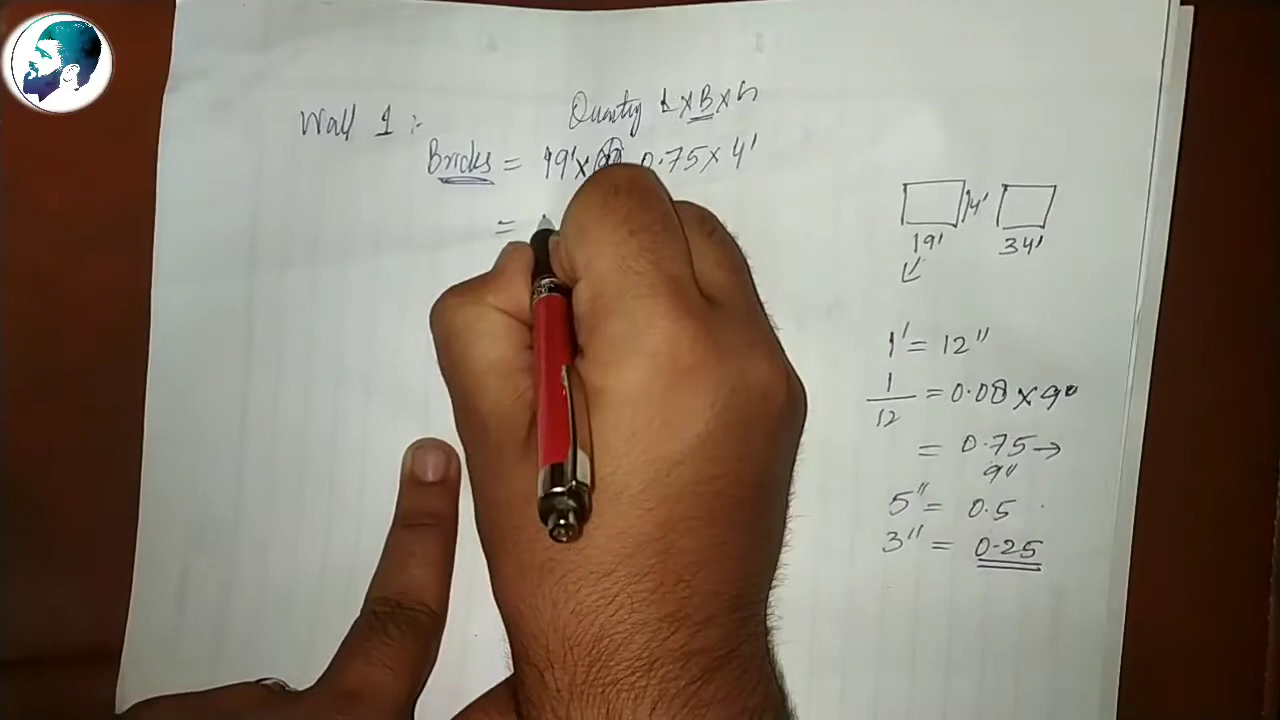 Wall 1 :-
Quantity L×B×h
Bricks = 19'× 0.75×4'
=
4'
19' 34'
1' = 12"
1/12 = 0.08 × 9"
= 0.75 →
9"
5" = 0.5
3" = 0.25